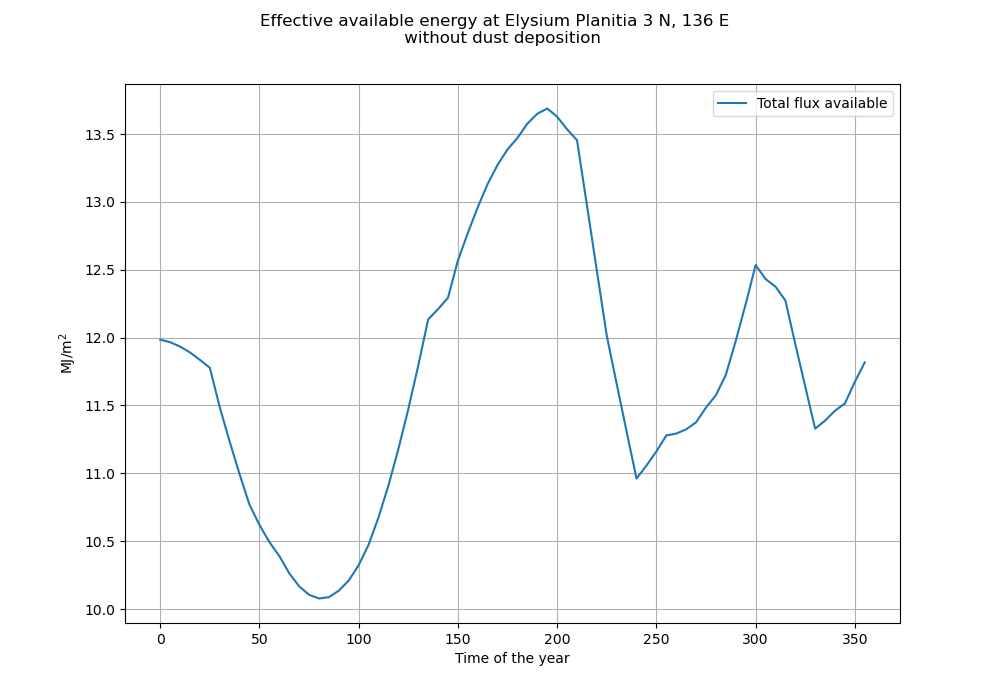 Effective available energy at Elysium Planitia 3 N, 136 E
without dust deposition
Total flux available
MJ/m²
13.5
13.0
12.5
12.0
11.5
11.0
10.5
10.0
0 50 100 150 200 250 300 350
Time of the year